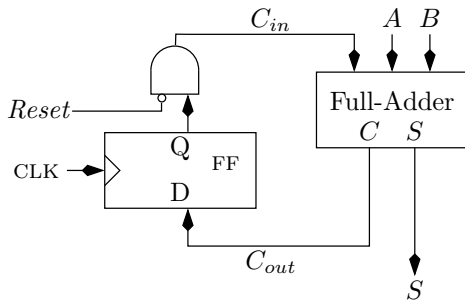 C_in A B
Reset
Full-Adder
C S
Q FF
CLK
D
C_out
S